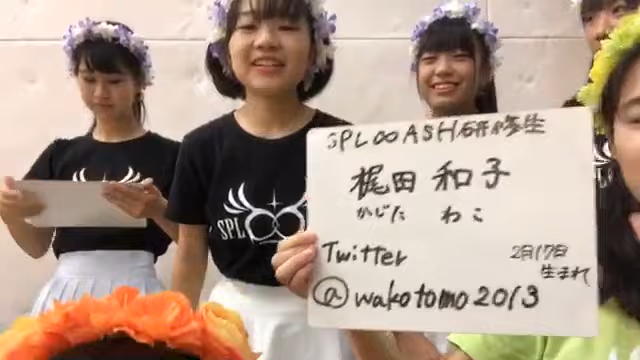 SPL∞ASH研修生
梶田 和子
かじた わこ
Twitter
2月17日
生まれ
@wakotomo2013
SPL∞